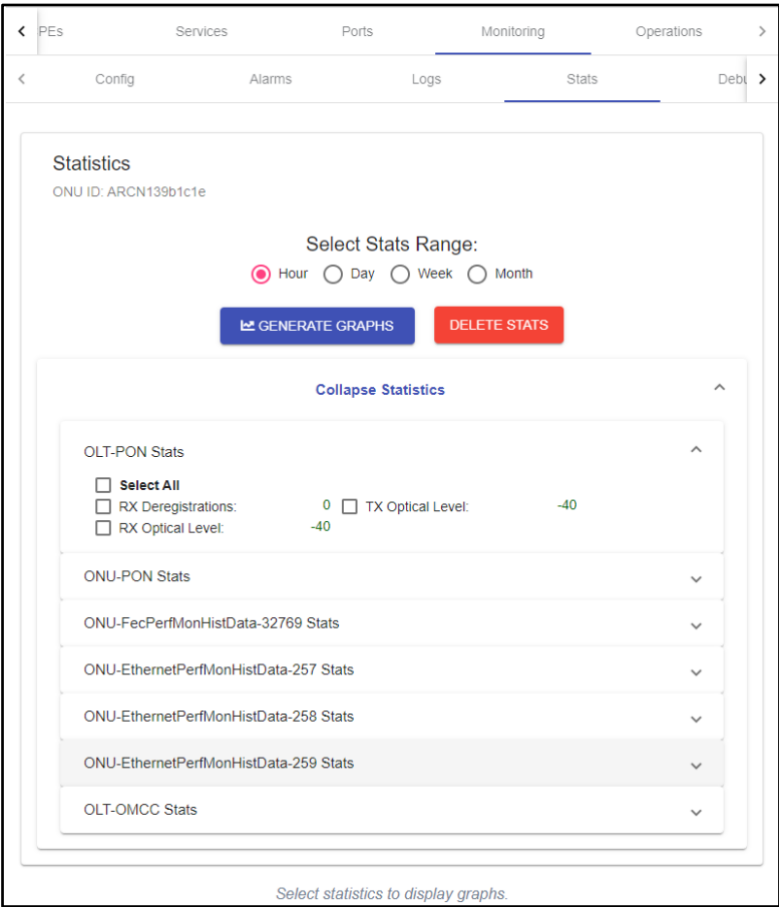 PEs Services Ports Monitoring Operations
Config Alarms Logs Stats Debu
Statistics
ONU ID: ARCN139b1c1e
Select Stats Range:
Hour Day Week Month
GENERATE GRAPHS DELETE STATS
Collapse Statistics
OLT-PON Stats
Select All
RX Deregistrations: 0 TX Optical Level: -40
RX Optical Level: -40
ONU-PON Stats
ONU-FecPerfMonHistData-32769 Stats
ONU-EthernetPerfMonHistData-257 Stats
ONU-EthernetPerfMonHistData-258 Stats
ONU-EthernetPerfMonHistData-259 Stats
OLT-OMCC Stats
Select statistics to display graphs.